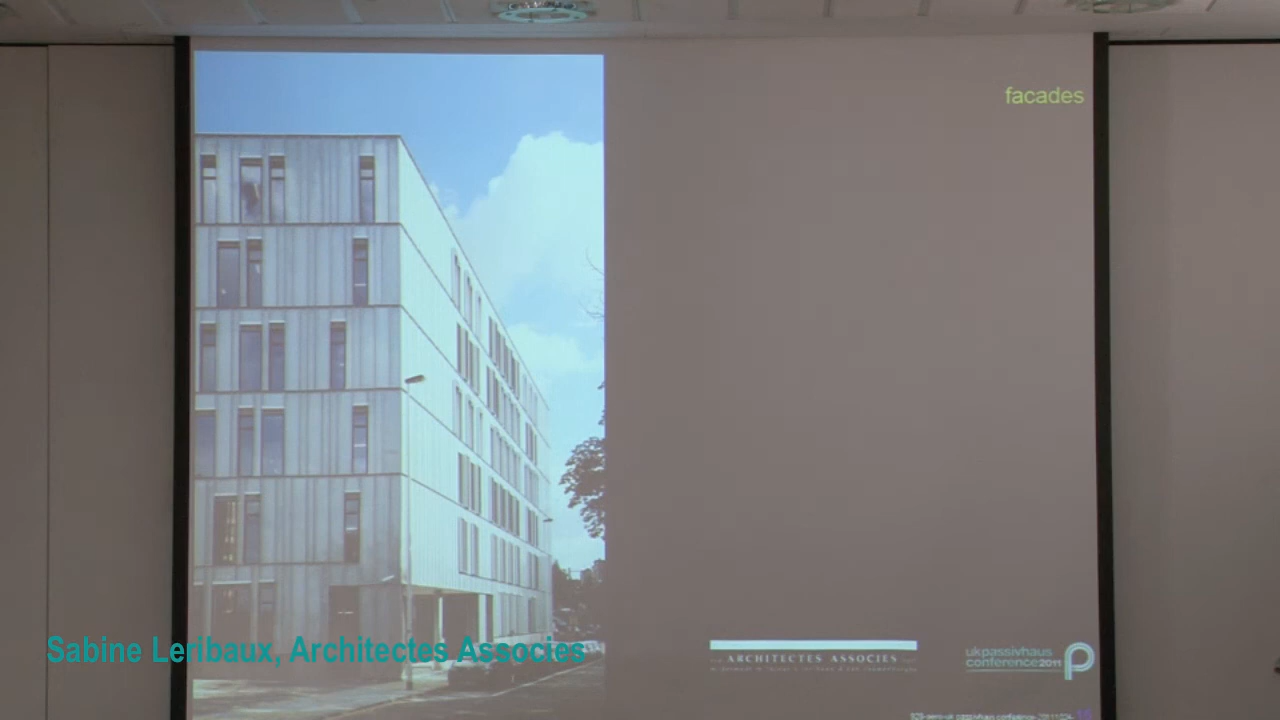 facades
Sabine Leribaux, Architectes Associes
ARCHITECTES ASSOCIES
ukpassivhaus
conference2011